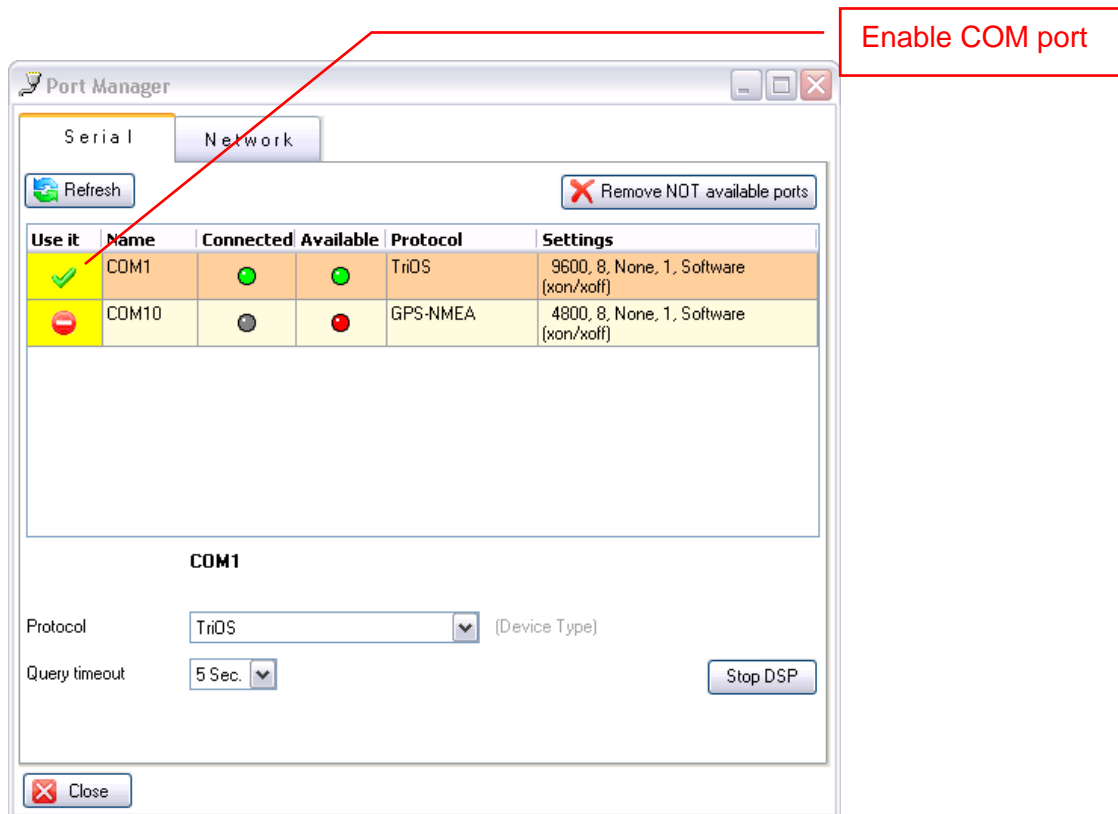 Enable COM port
Port Manager
Serial Network
Refresh Remove NOT available ports
Use it Name Connected Available Protocol Settings
COM1 TriOS 9600, 8, None, 1, Software
(xon/xoff)
COM10 GPS-NMEA 4800, 8, None, 1, Software
(xon/xoff)
COM1
Protocol TriOS (Device Type)
Query timeout 5 Sec. Stop DSP
Close